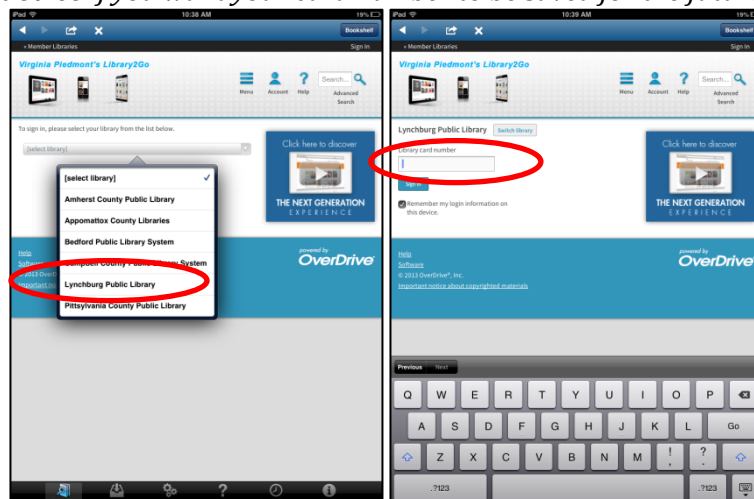 iPad 10:38 AM 19%
Bookshelf
« Member Libraries Sign In
Virginia Piedmont's Library2Go
Menu Account Help Search...
Advanced Search
To sign in, please select your library from the list below.
[select library]
[select library]
Amherst County Public Library
Appomattox County Libraries
Bedford Public Library System
Campbell County Public Library System
Lynchburg Public Library
Pittsylvania County Public Library
Click here to discover
THE NEXT GENERATION
EXPERIENCE
Help
powered by
OverDrive
iPad 10:39 AM 19%
Bookshelf
« Member Libraries Sign In
Virginia Piedmont's Library2Go
Menu Account Help Search...
Advanced Search
Lynchburg Public Library Switch library
Library card number
Sign in
Remember my login information on
this device.
Click here to discover
THE NEXT GENERATION
EXPERIENCE
Help
Software
© 2013 OverDrive®, Inc.
Important notice about copyrighted materials
powered by
OverDrive
Previous Next
Q W E R T Y U I O P
A S D F G H J K L Go
Z X C V B N M ! , ? .
.?123 .?123